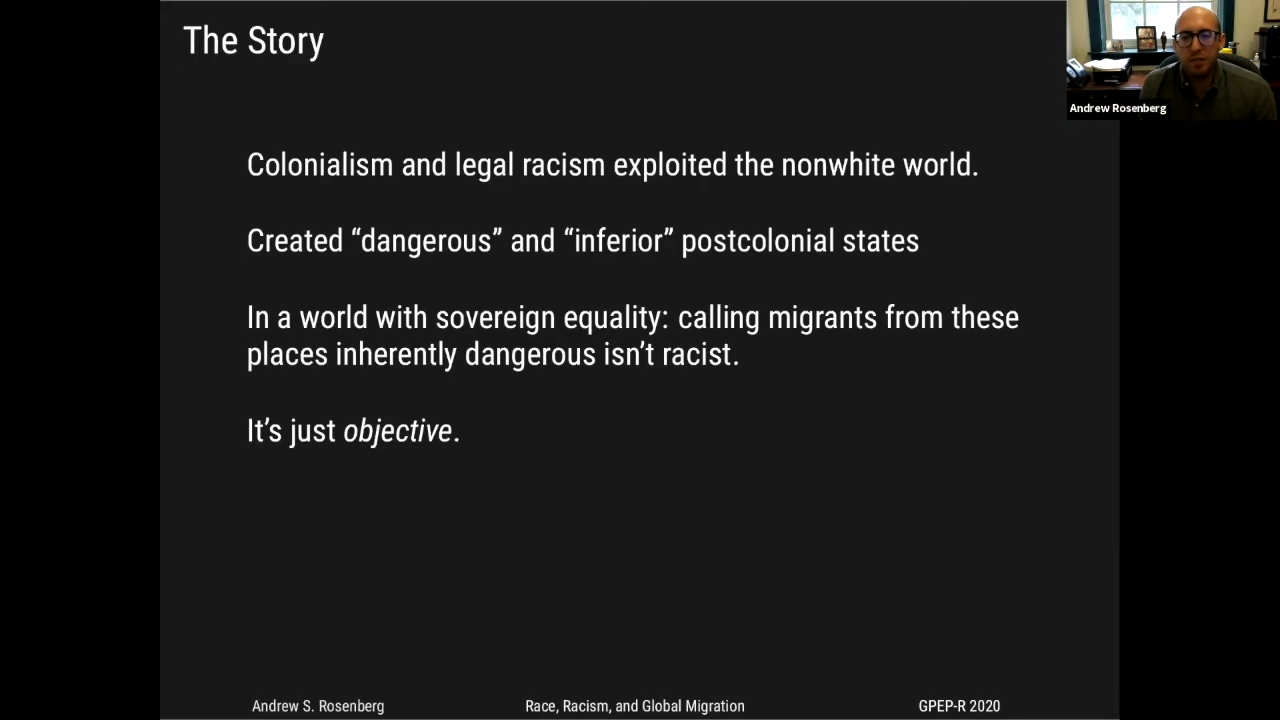 The Story
Andrew Rosenberg
Colonialism and legal racism exploited the nonwhite world.
Created “dangerous” and “inferior” postcolonial states
In a world with sovereign equality: calling migrants from these
places inherently dangerous isn’t racist.
It’s just objective.
Andrew S. Rosenberg
Race, Racism, and Global Migration
GPEP-R 2020